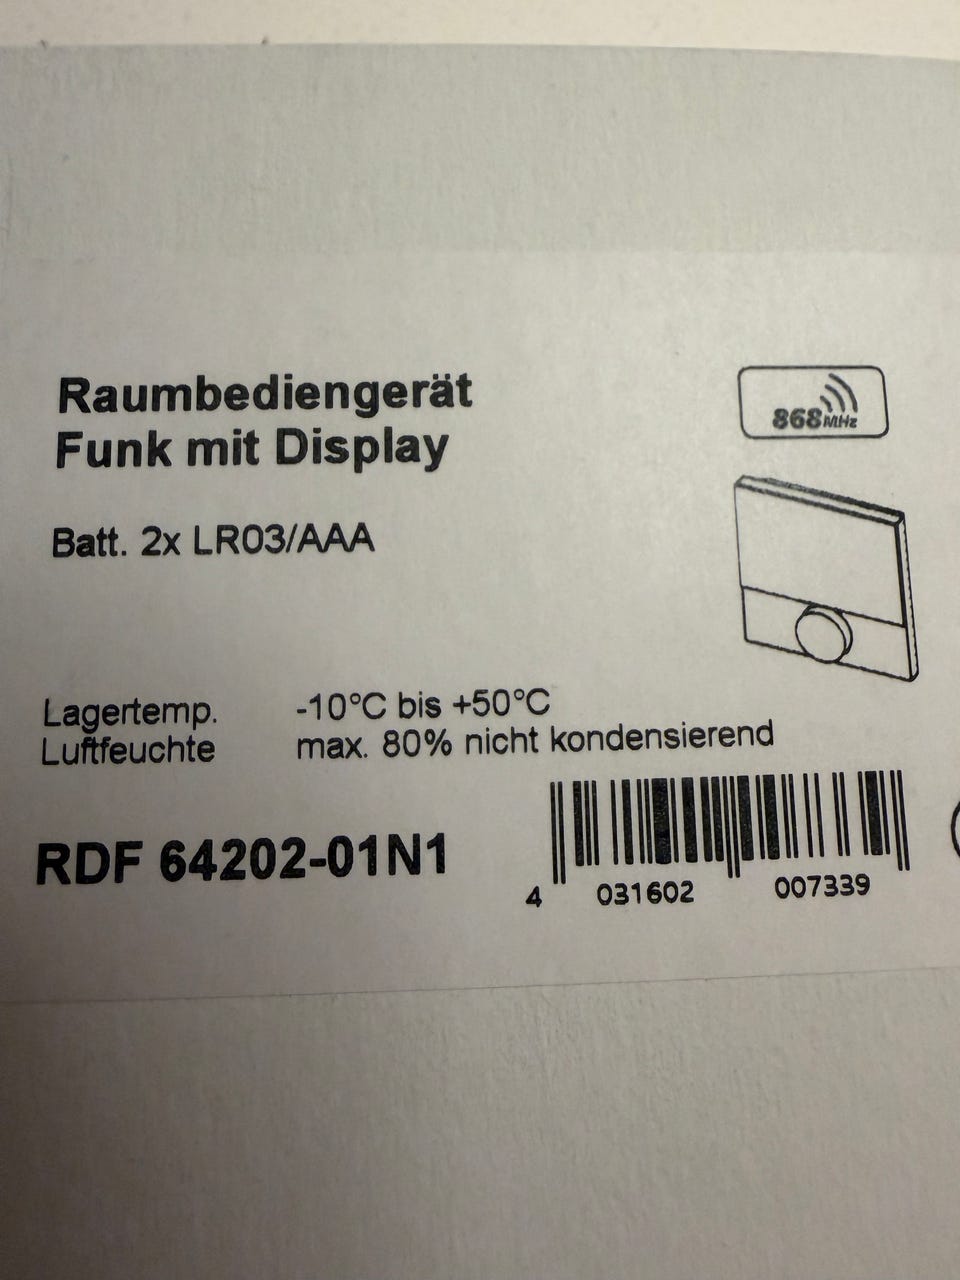 Raumbediengerät
Funk mit Display
868MHz
Batt. 2x LR03/AAA
Lagertemp. -10°C bis +50°C
Luftfeuchte max. 80% nicht kondensierend
RDF 64202-01N1
4 031602 007339